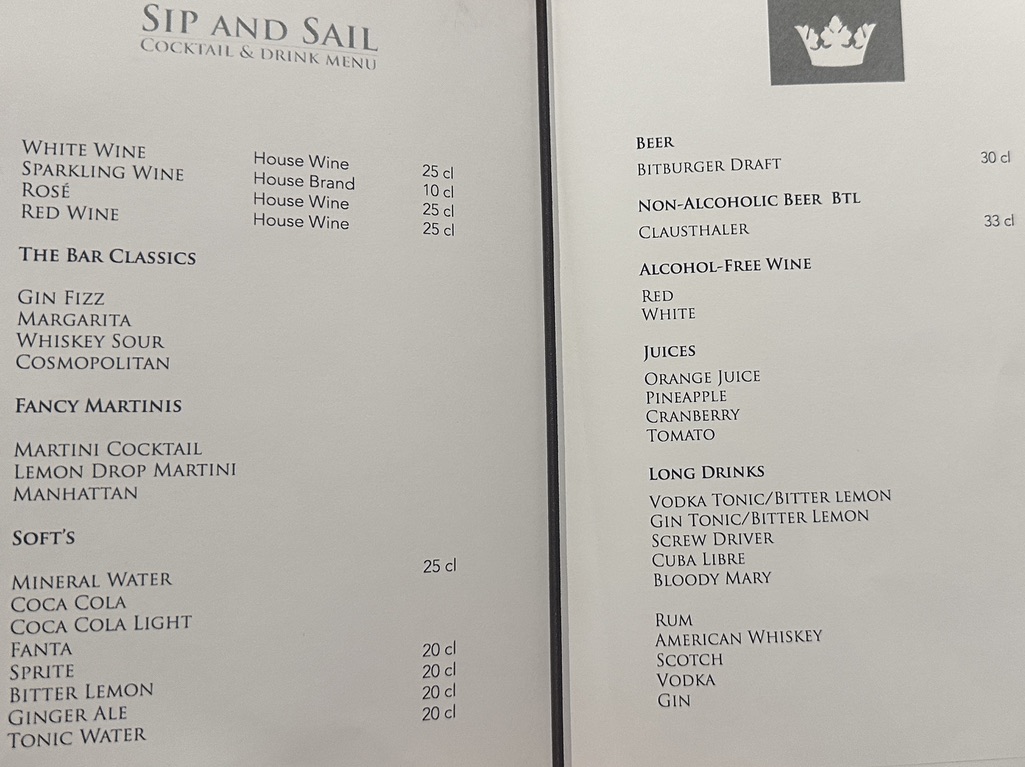 SIP AND SAIL
COCKTAIL & DRINK MENU
WHITE WINE House Wine 25 cl
SPARKLING WINE House Brand 10 cl
ROSÉ House Wine 25 cl
RED WINE House Wine 25 cl
THE BAR CLASSICS
GIN FIZZ
MARGARITA
WHISKEY SOUR
COSMOPOLITAN
FANCY MARTINIS
MARTINI COCKTAIL
LEMON DROP MARTINI
MANHATTAN
SOFT'S
MINERAL WATER 25 cl
COCA COLA
COCA COLA LIGHT
FANTA 20 cl
SPRITE 20 cl
BITTER LEMON 20 cl
GINGER ALE 20 cl
TONIC WATER
BEER
BITBURGER DRAFT 30 cl
NON-ALCOHOLIC BEER BTL
CLAUSTHALER 33 cl
ALCOHOL-FREE WINE
RED
WHITE
JUICES
ORANGE JUICE
PINEAPPLE
CRANBERRY
TOMATO
LONG DRINKS
VODKA TONIC/BITTER LEMON
GIN TONIC/BITTER LEMON
SCREW DRIVER
CUBA LIBRE
BLOODY MARY
RUM
AMERICAN WHISKEY
SCOTCH
VODKA
GIN